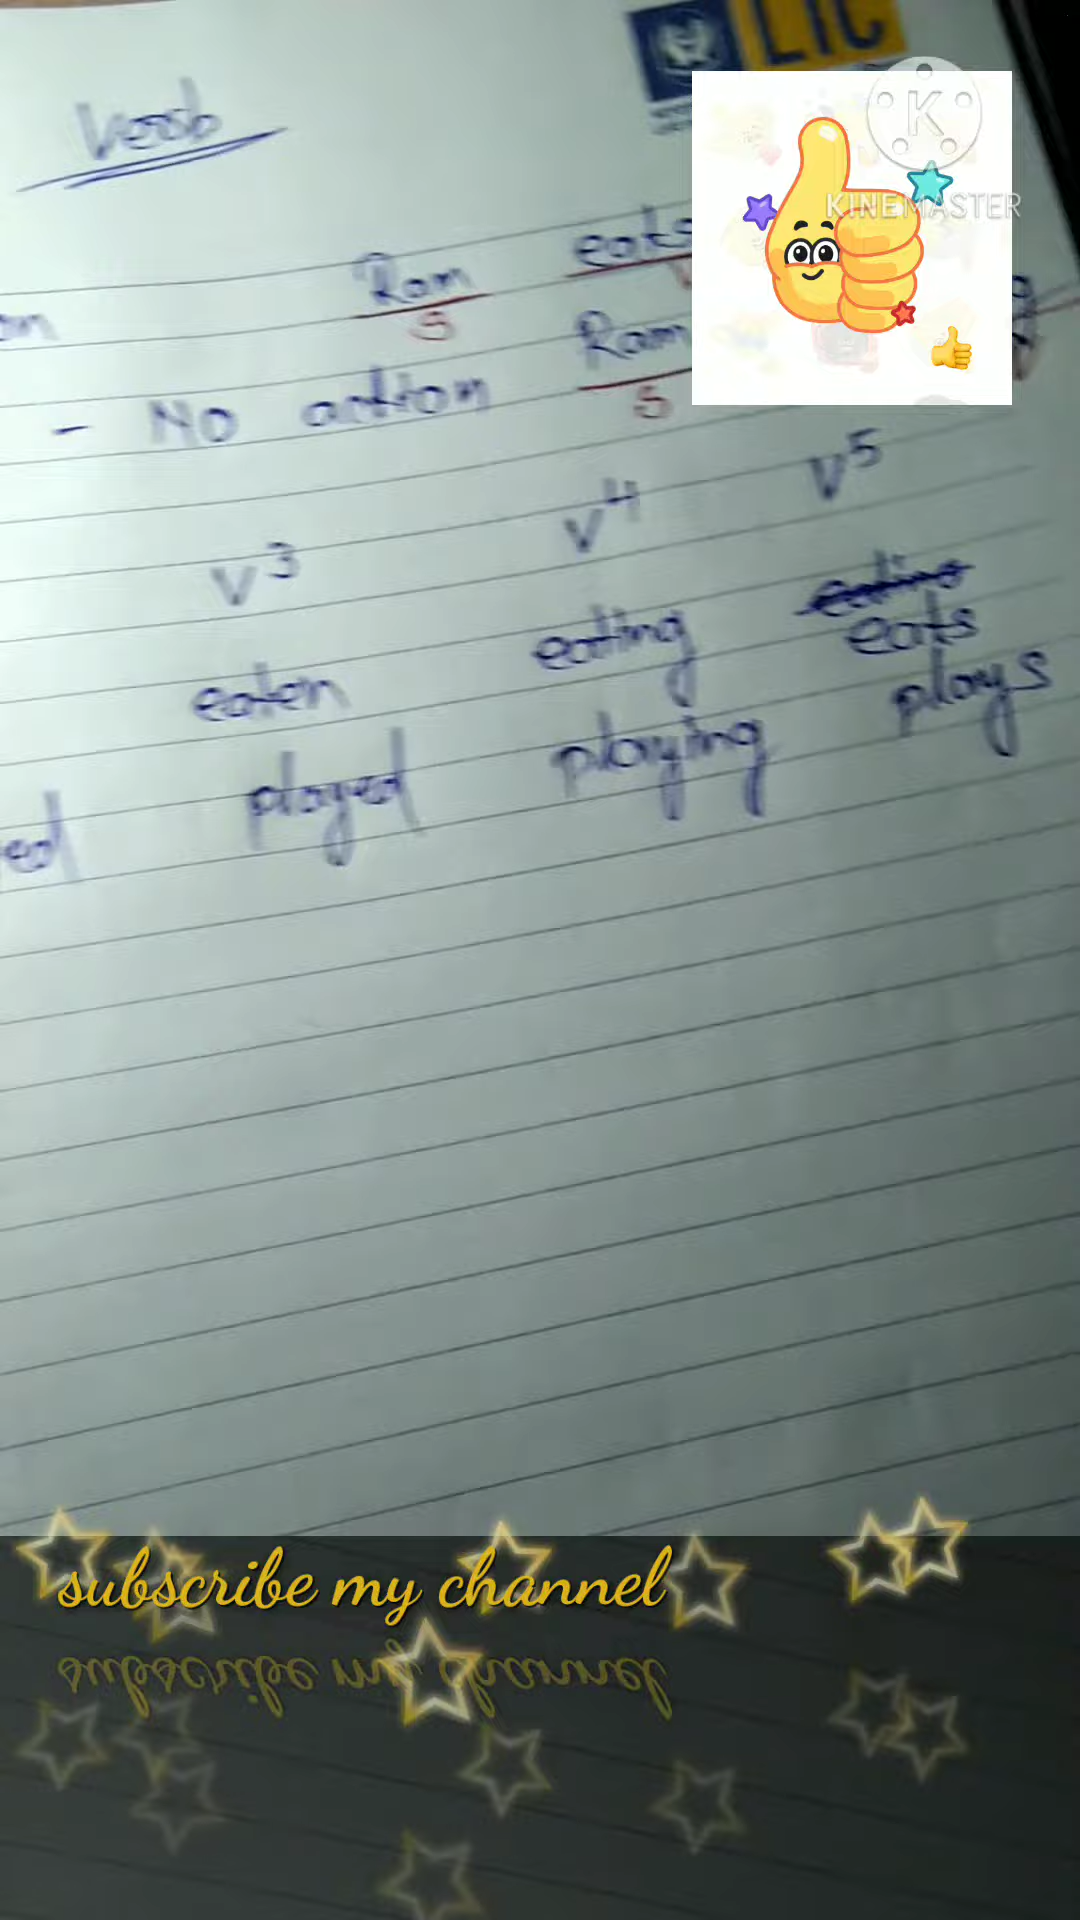 LIC
KINEMASTER
Verb
Ram eats
S
- No action Ram
S
V3 V4 V5
eaten eating eats
played playing plays
subscribe my channel